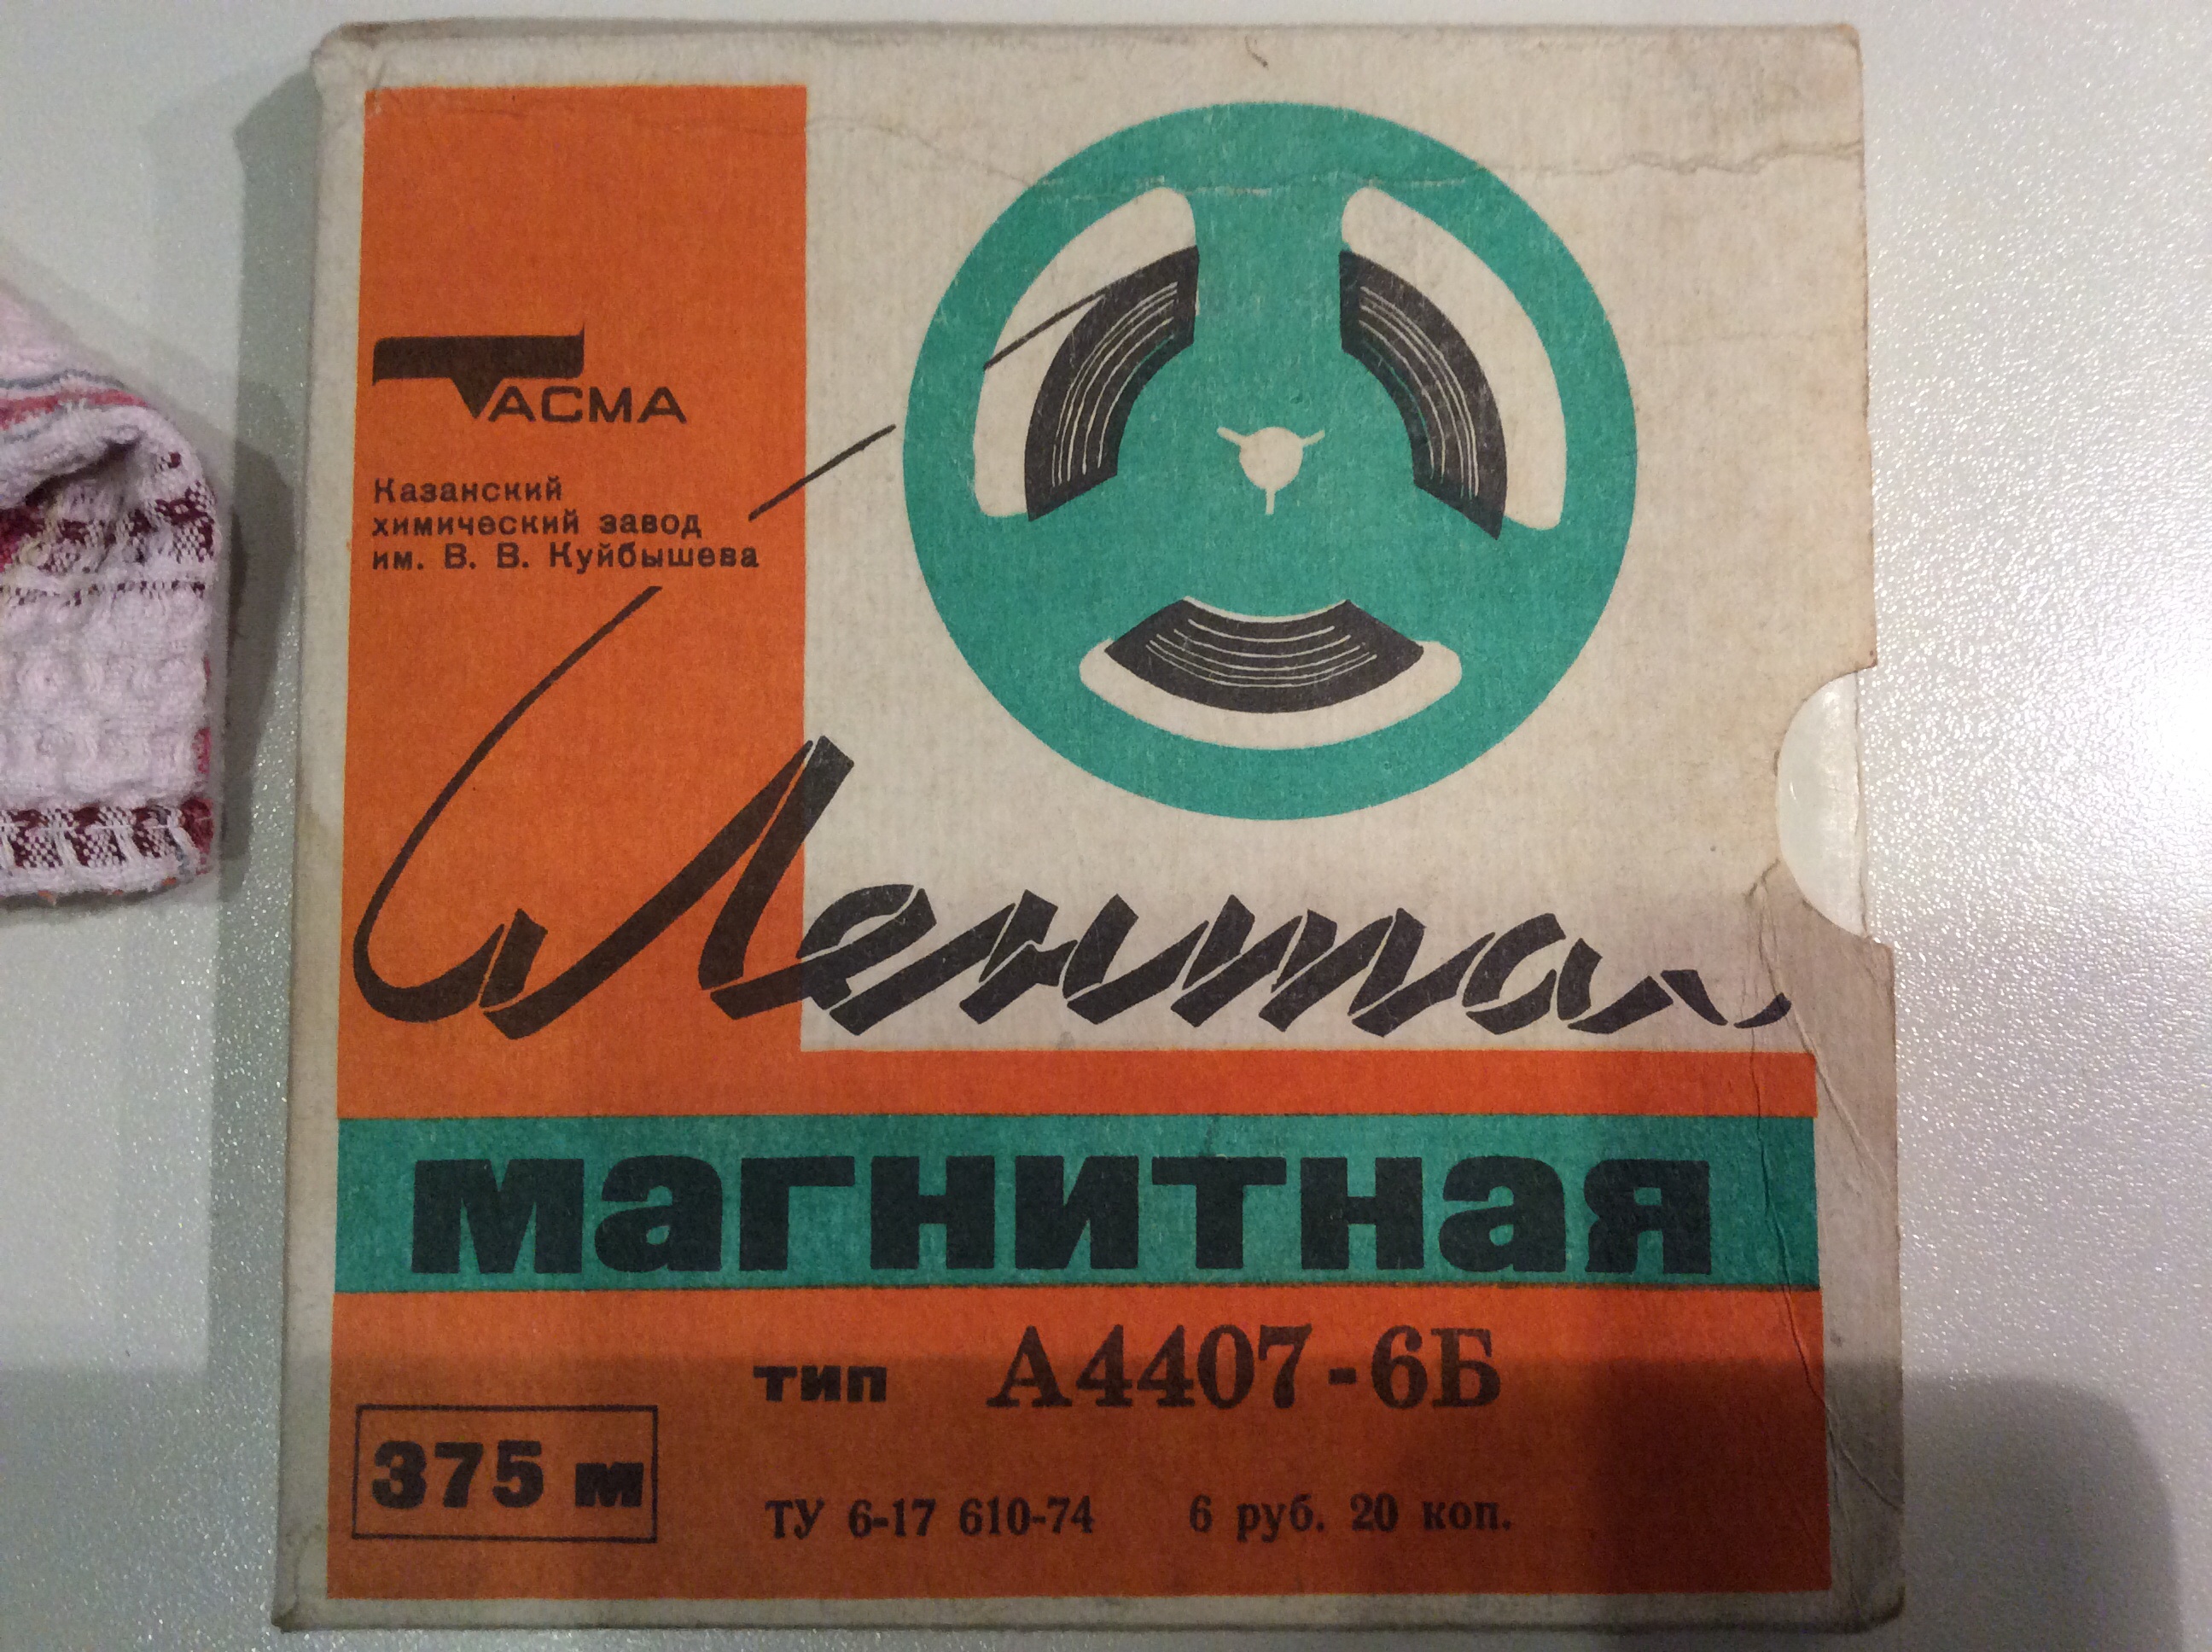 ТАСМА
Казанский
химический завод
им. В. В. Куйбышева
Лента
магнитная
тип А4407-6Б
375 м
ТУ 6-17 610-74 6 руб. 20 коп.